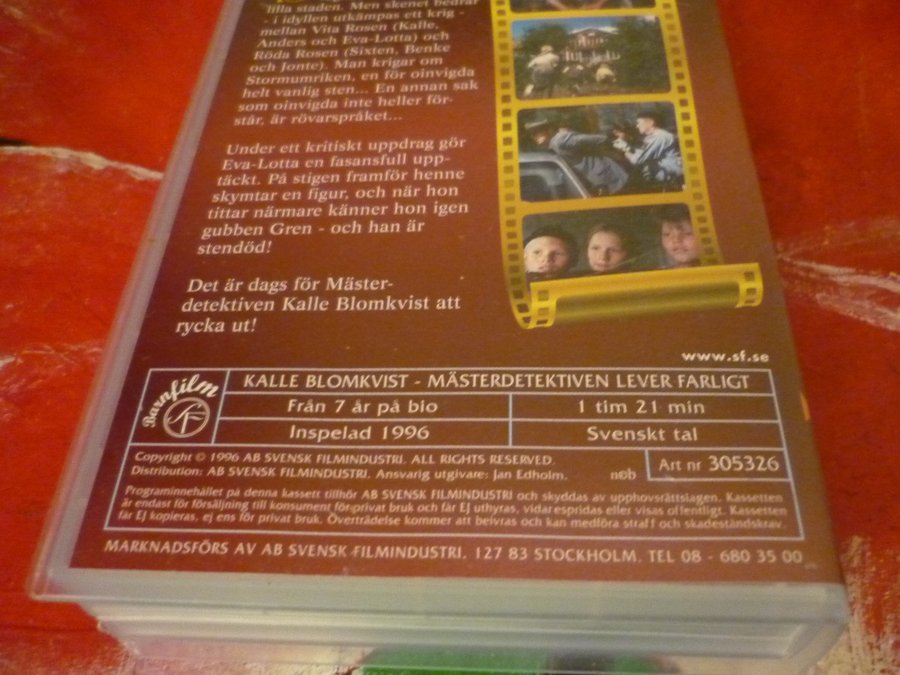 lilla staden. Men skenet bedrar
- i idyllen utkämpas ett krig -
mellan Vita Rosen (Kalle,
Anders och Eva-Lotta) och
Röda Rosen (Sixten, Benke
och Jonte). Man krigar om
Stormumriken, en för oinvigda
helt vanlig sten... En annan sak
som oinvigda inte heller för-
står, är rövarspråket...
Under ett kritiskt uppdrag gör
Eva-Lotta en fasansfull upp-
täckt. På stigen framför henne
skymtar en figur, och när hon
tittar närmare känner hon igen
gubben Gren - och han är
stendöd!
Det är dags för Mäster-
detektiven Kalle Blomkvist att
rycka ut!
www.sf.se
Barnfilm
SF
KALLE BLOMKVIST - MÄSTERDETEKTIVEN LEVER FARLIGT
Från 7 år på bio
1 tim 21 min
Inspelad 1996
Svenskt tal
Copyright © 1996 AB SVENSK FILMINDUSTRI. ALL RIGHTS RESERVED.
Distribution: AB SVENSK FILMINDUSTRI. Ansvarig utgivare: Jan Edholm.
ncb
Art nr 305326
Programinnehållet på denna kassett tillhör AB SVENSK FILMINDUSTRI och skyddas av upphovsrättslagen. Kassetten
är endast för försäljning till konsument för privat bruk och får EJ uthyras, vidarespridas eller visas offentligt. Kassetten
får EJ kopieras, ej ens för privat bruk. Överträdelse kommer att beivras och kan medföra straff och skadeståndskrav.
MARKNADSFÖRS AV AB SVENSK FILMINDUSTRI, 127 83 STOCKHOLM, TEL 08 - 680 35 00